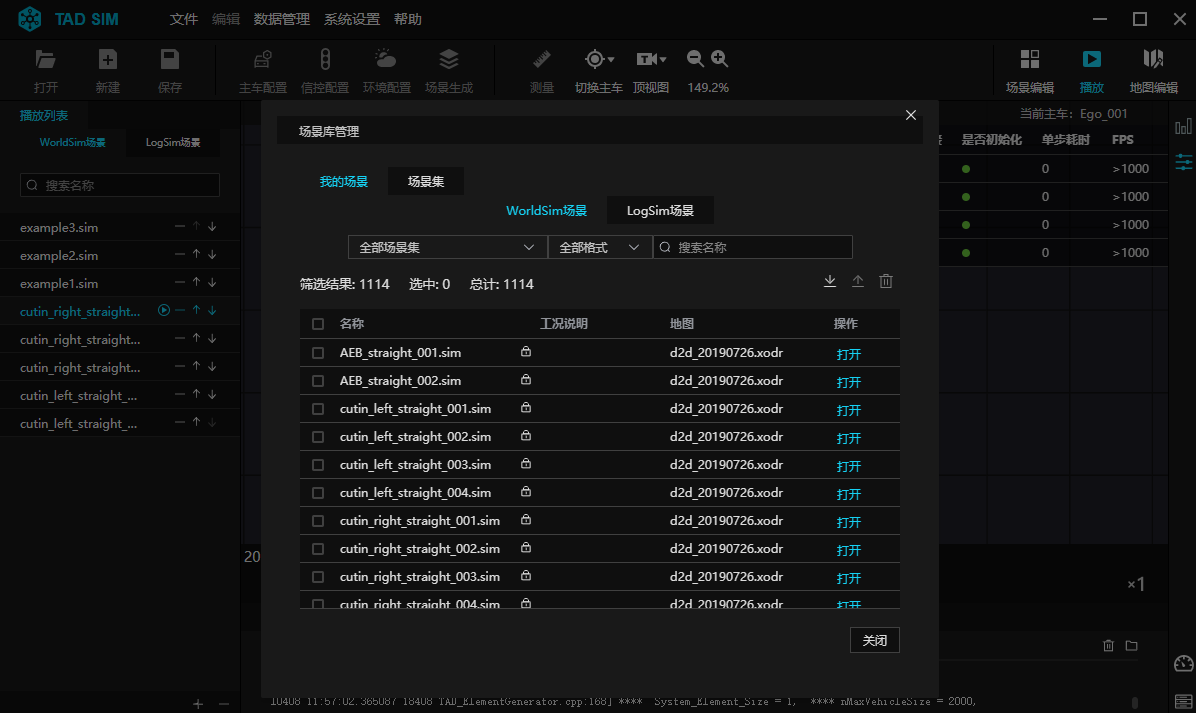 TAD SIM 文件 编辑 数据管理 系统设置 帮助
打开 新建 保存 主车配置 信控配置 环境配置 场景生成 测量 切换主车 顶视图 149.2% 场景编辑 播放 地图编辑
播放列表
当前主车: Ego_001
WorldSim场景 LogSim场景
搜索名称
example3.sim
example2.sim
example1.sim
cutin_right_straight...
cutin_right_straight...
cutin_right_straight...
cutin_left_straight_...
cutin_left_straight_...
场景库管理
我的场景 场景集
WorldSim场景 LogSim场景
全部场景集 全部格式 搜索名称
筛选结果: 1114 选中: 0 总计: 1114
名称 工况说明 地图 操作
AEB_straight_001.sim d2d_20190726.xodr 打开
AEB_straight_002.sim d2d_20190726.xodr 打开
cutin_left_straight_001.sim d2d_20190726.xodr 打开
cutin_left_straight_002.sim d2d_20190726.xodr 打开
cutin_left_straight_003.sim d2d_20190726.xodr 打开
cutin_left_straight_004.sim d2d_20190726.xodr 打开
cutin_right_straight_001.sim d2d_20190726.xodr 打开
cutin_right_straight_002.sim d2d_20190726.xodr 打开
cutin_right_straight_003.sim d2d_20190726.xodr 打开
cutin_right_straight_004.sim d2d_20190726.xodr 打开
关闭
是否初始化 单步耗时 FPS
0 >1000
0 >1000
0 >1000
0 >1000
20
×1
10408 11:57:02.365087 18408 TAD_ElementGenerator.cpp:168] **** System_Element_Size = 1, **** nMaxVehicleSize = 2000,